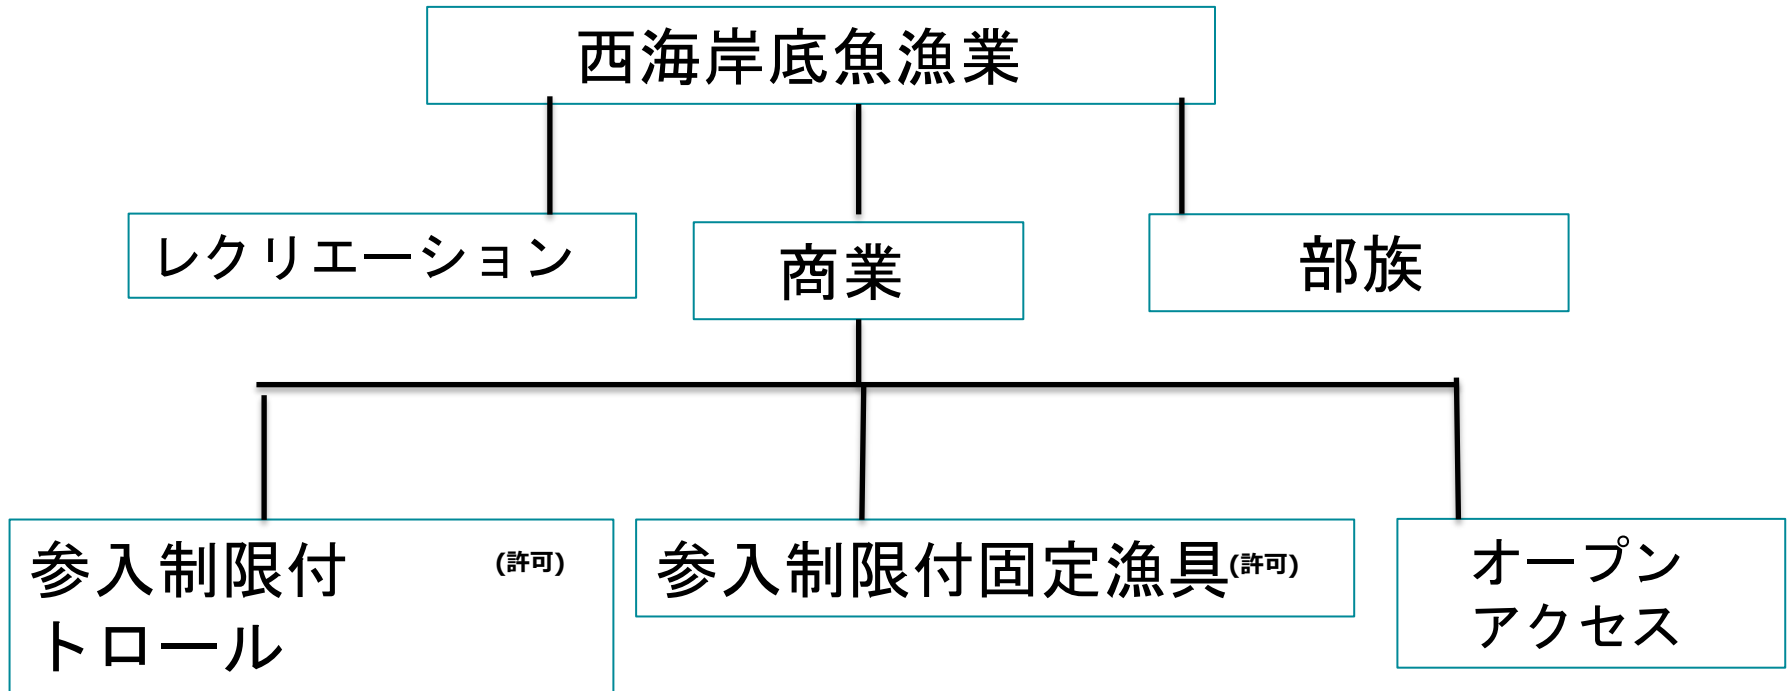 西海岸底魚漁業
レクリエーション
商業
部族
参入制限付 (許可)
トロール
参入制限付固定漁具(許可)
オープン
アクセス